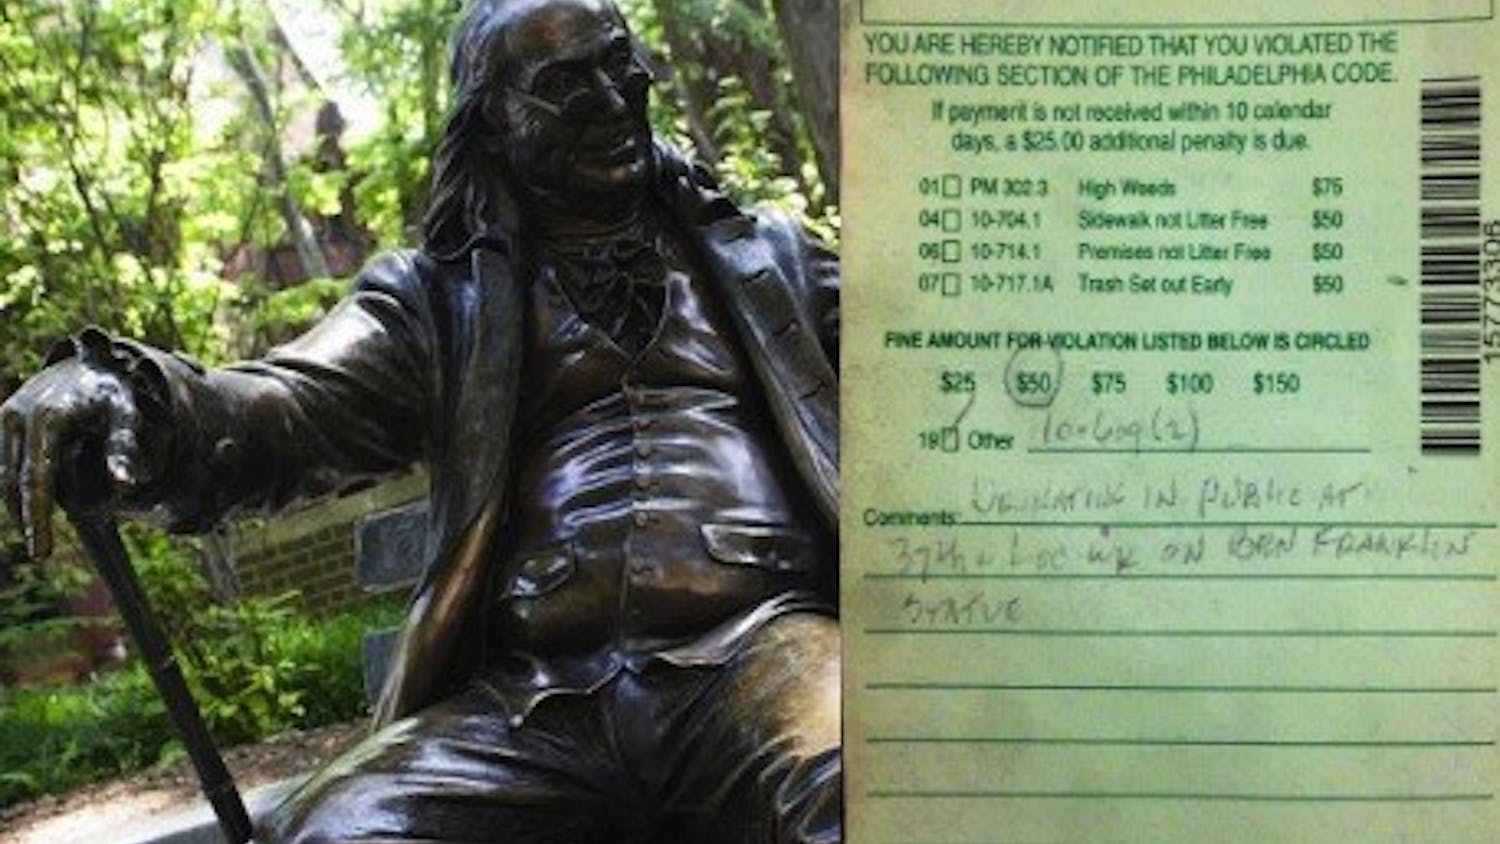 YOU ARE HEREBY NOTIFIED THAT YOU VIOLATED THE
FOLLOWING SECTION OF THE PHILADELPHIA CODE.
If payment is not received within 10 calendar
days, a $25.00 additional penalty is due.
01 PM 302.3 High Weeds $75
04 10-704.1 Sidewalk not Litter Free $50
06 10-714.1 Premises not Litter Free $50
07 10-717.1A Trash Set out Early $50
FINE AMOUNT FOR VIOLATION LISTED BELOW IS CIRCLED
$25 $50 $75 $100 $150
19 Other 10-609(2)
Comments: URINATING IN PUBLIC AT
37th & Locust WK ON BEN FRANKLIN
STATUE
15773306